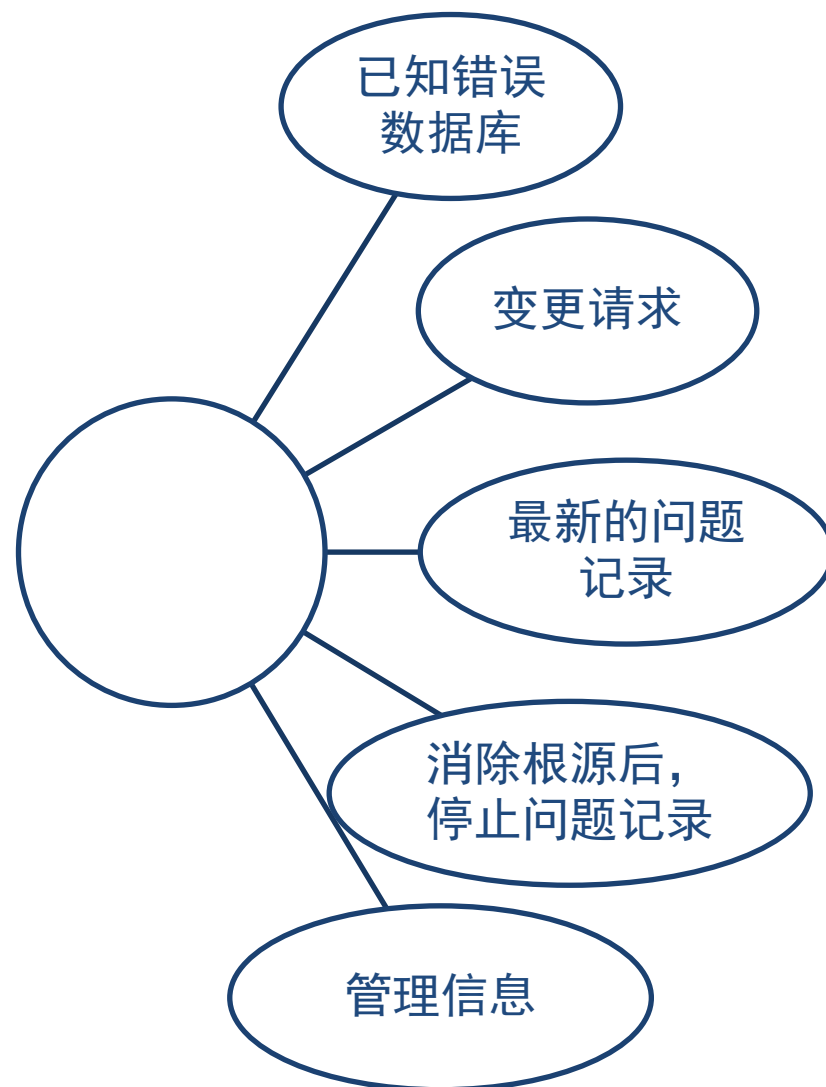 已知错误
数据库
变更请求
最新的问题
记录
消除根源后，
停止问题记录
管理信息